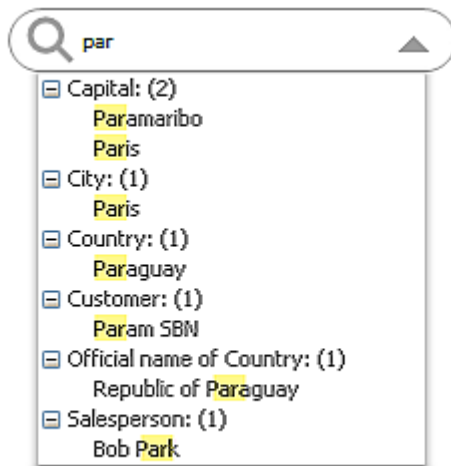 par
Capital: (2)
Paramaribo
Paris
City: (1)
Paris
Country: (1)
Paraguay
Customer: (1)
Param SBN
Official name of Country: (1)
Republic of Paraguay
Salesperson: (1)
Bob Park